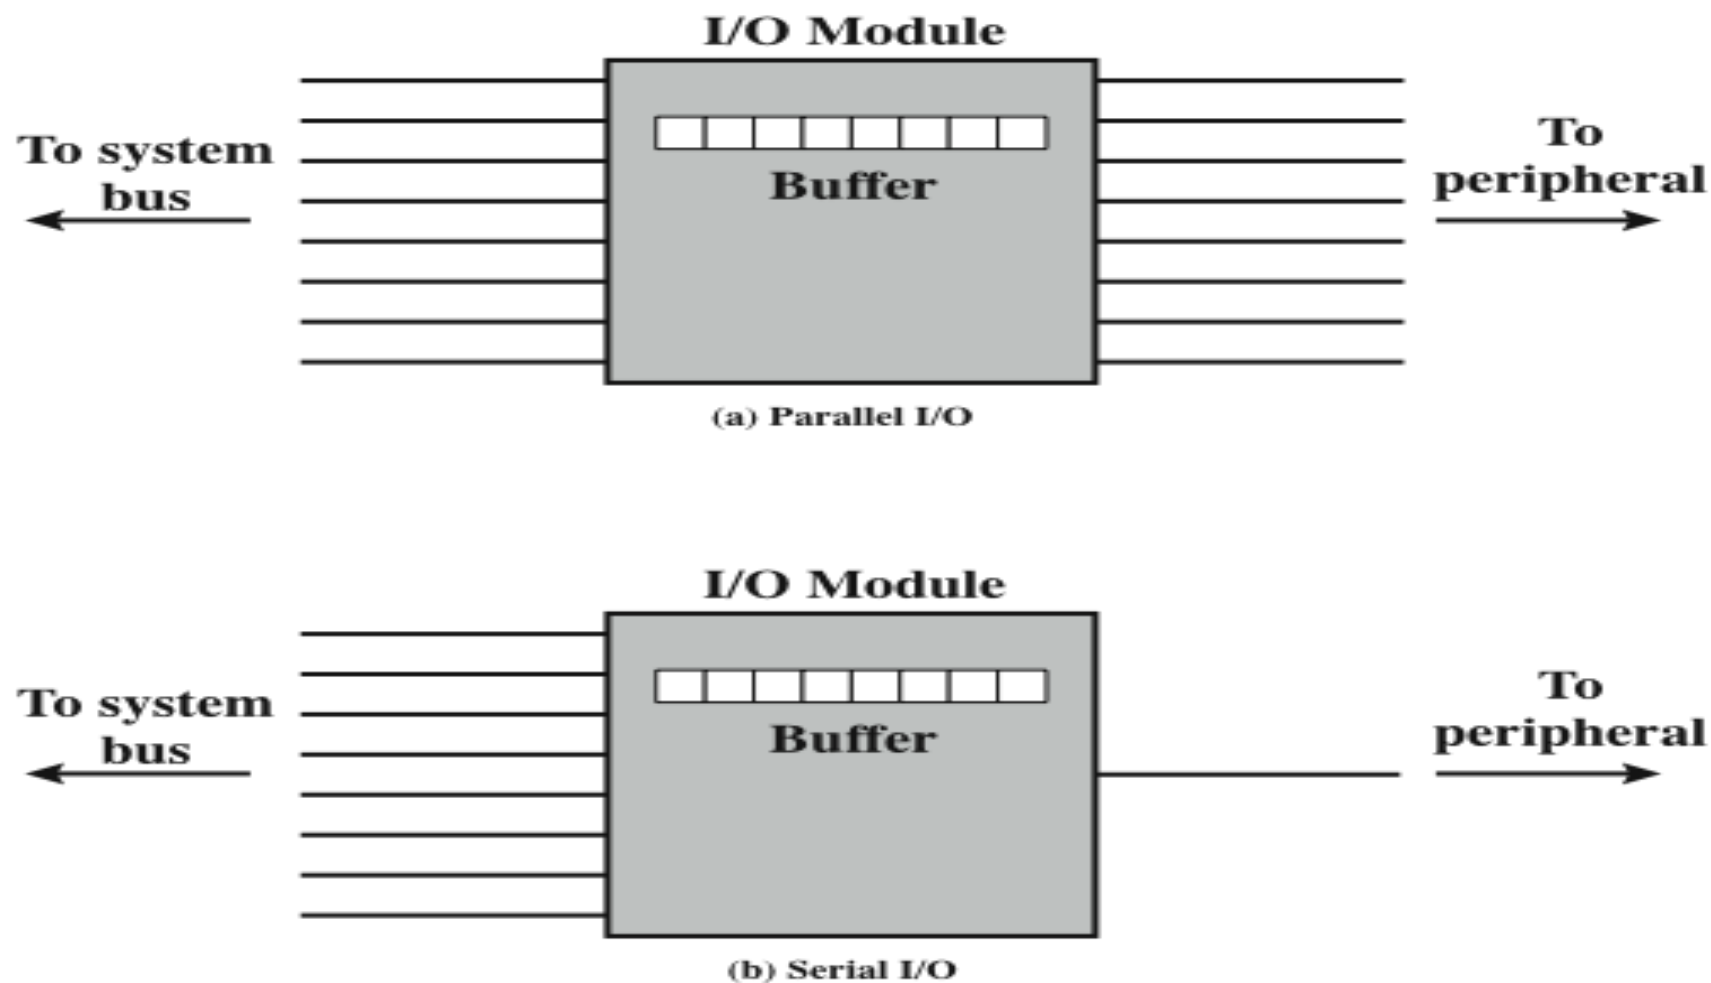 I/O Module
To system
bus
Buffer
To
peripheral
(a) Parallel I/O
I/O Module
To system
bus
Buffer
To
peripheral
(b) Serial I/O